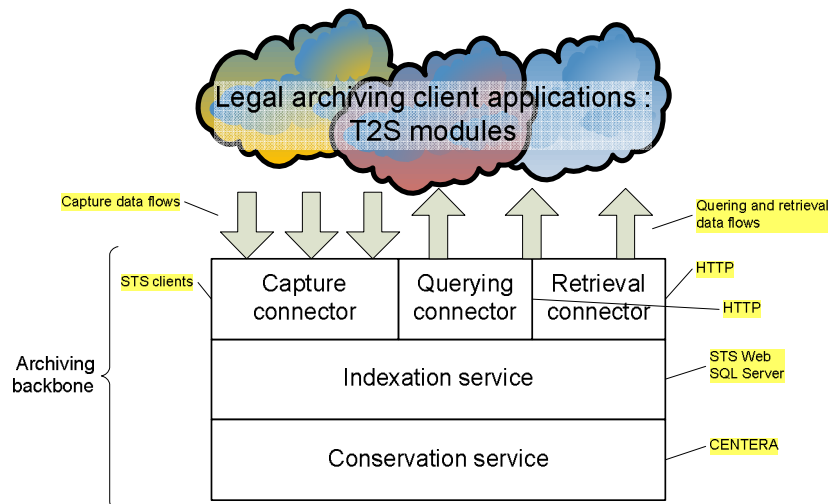 Legal archiving client applications :
T2S modules
Capture data flows
Quering and retrieval
data flows
STS clients
Capture
connector
Querying
connector
Retrieval
connector
HTTP
HTTP
Archiving
backbone
Indexation service
STS Web
SQL Server
Conservation service
CENTERA